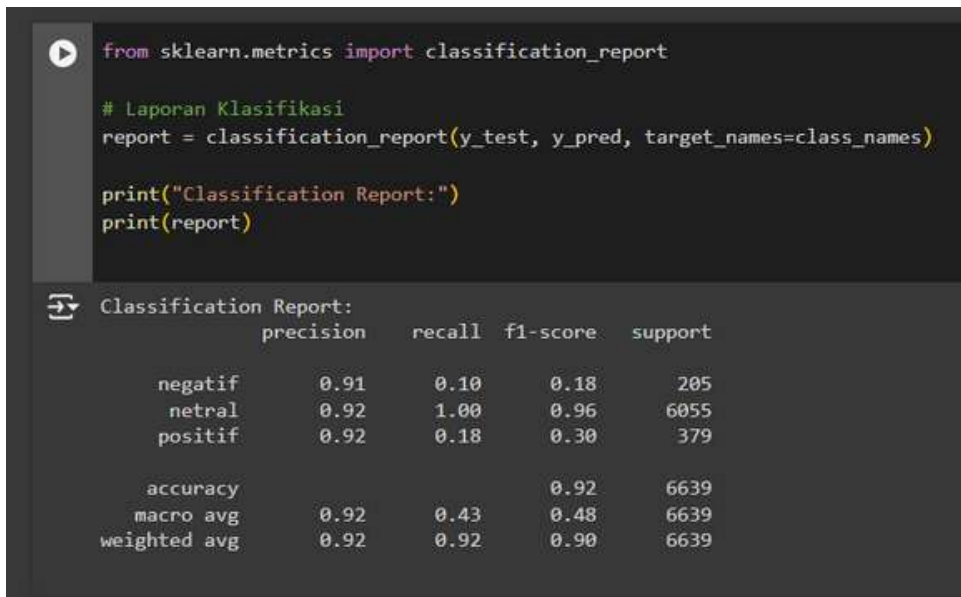 from sklearn.metrics import classification_report
# Laporan Klasifikasi
report = classification_report(y_test, y_pred, target_names=class_names)
print("Classification Report:")
print(report)
Classification Report:
precision recall f1-score support
negatif 0.91 0.10 0.18 205
netral 0.92 1.00 0.96 6055
positif 0.92 0.18 0.30 379
accuracy 0.92 6639
macro avg 0.92 0.43 0.48 6639
weighted avg 0.92 0.92 0.90 6639